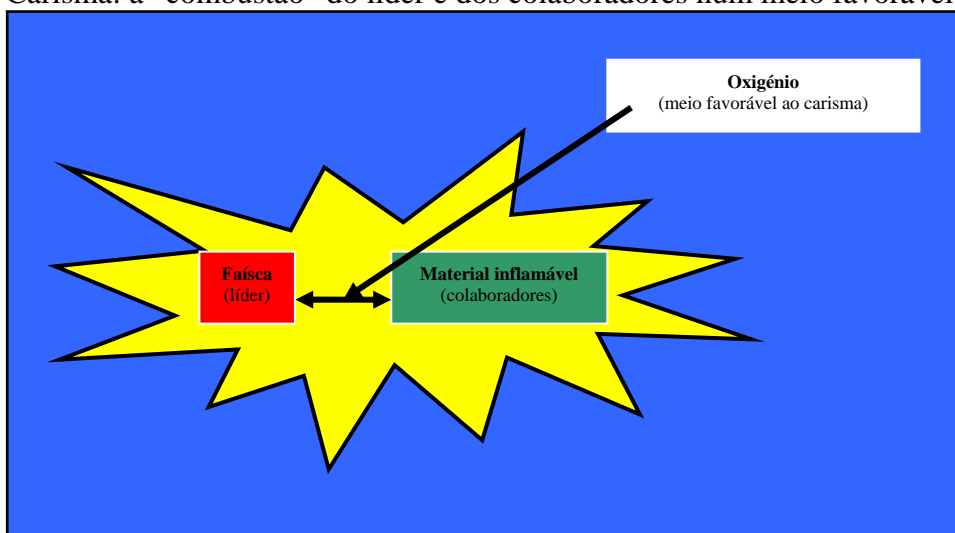 Carisma: a “combustão” do líder e dos colaboradores num meio favorável
Oxigénio
(meio favorável ao carisma)
Faísca
(líder)
Material inflamável
(colaboradores)